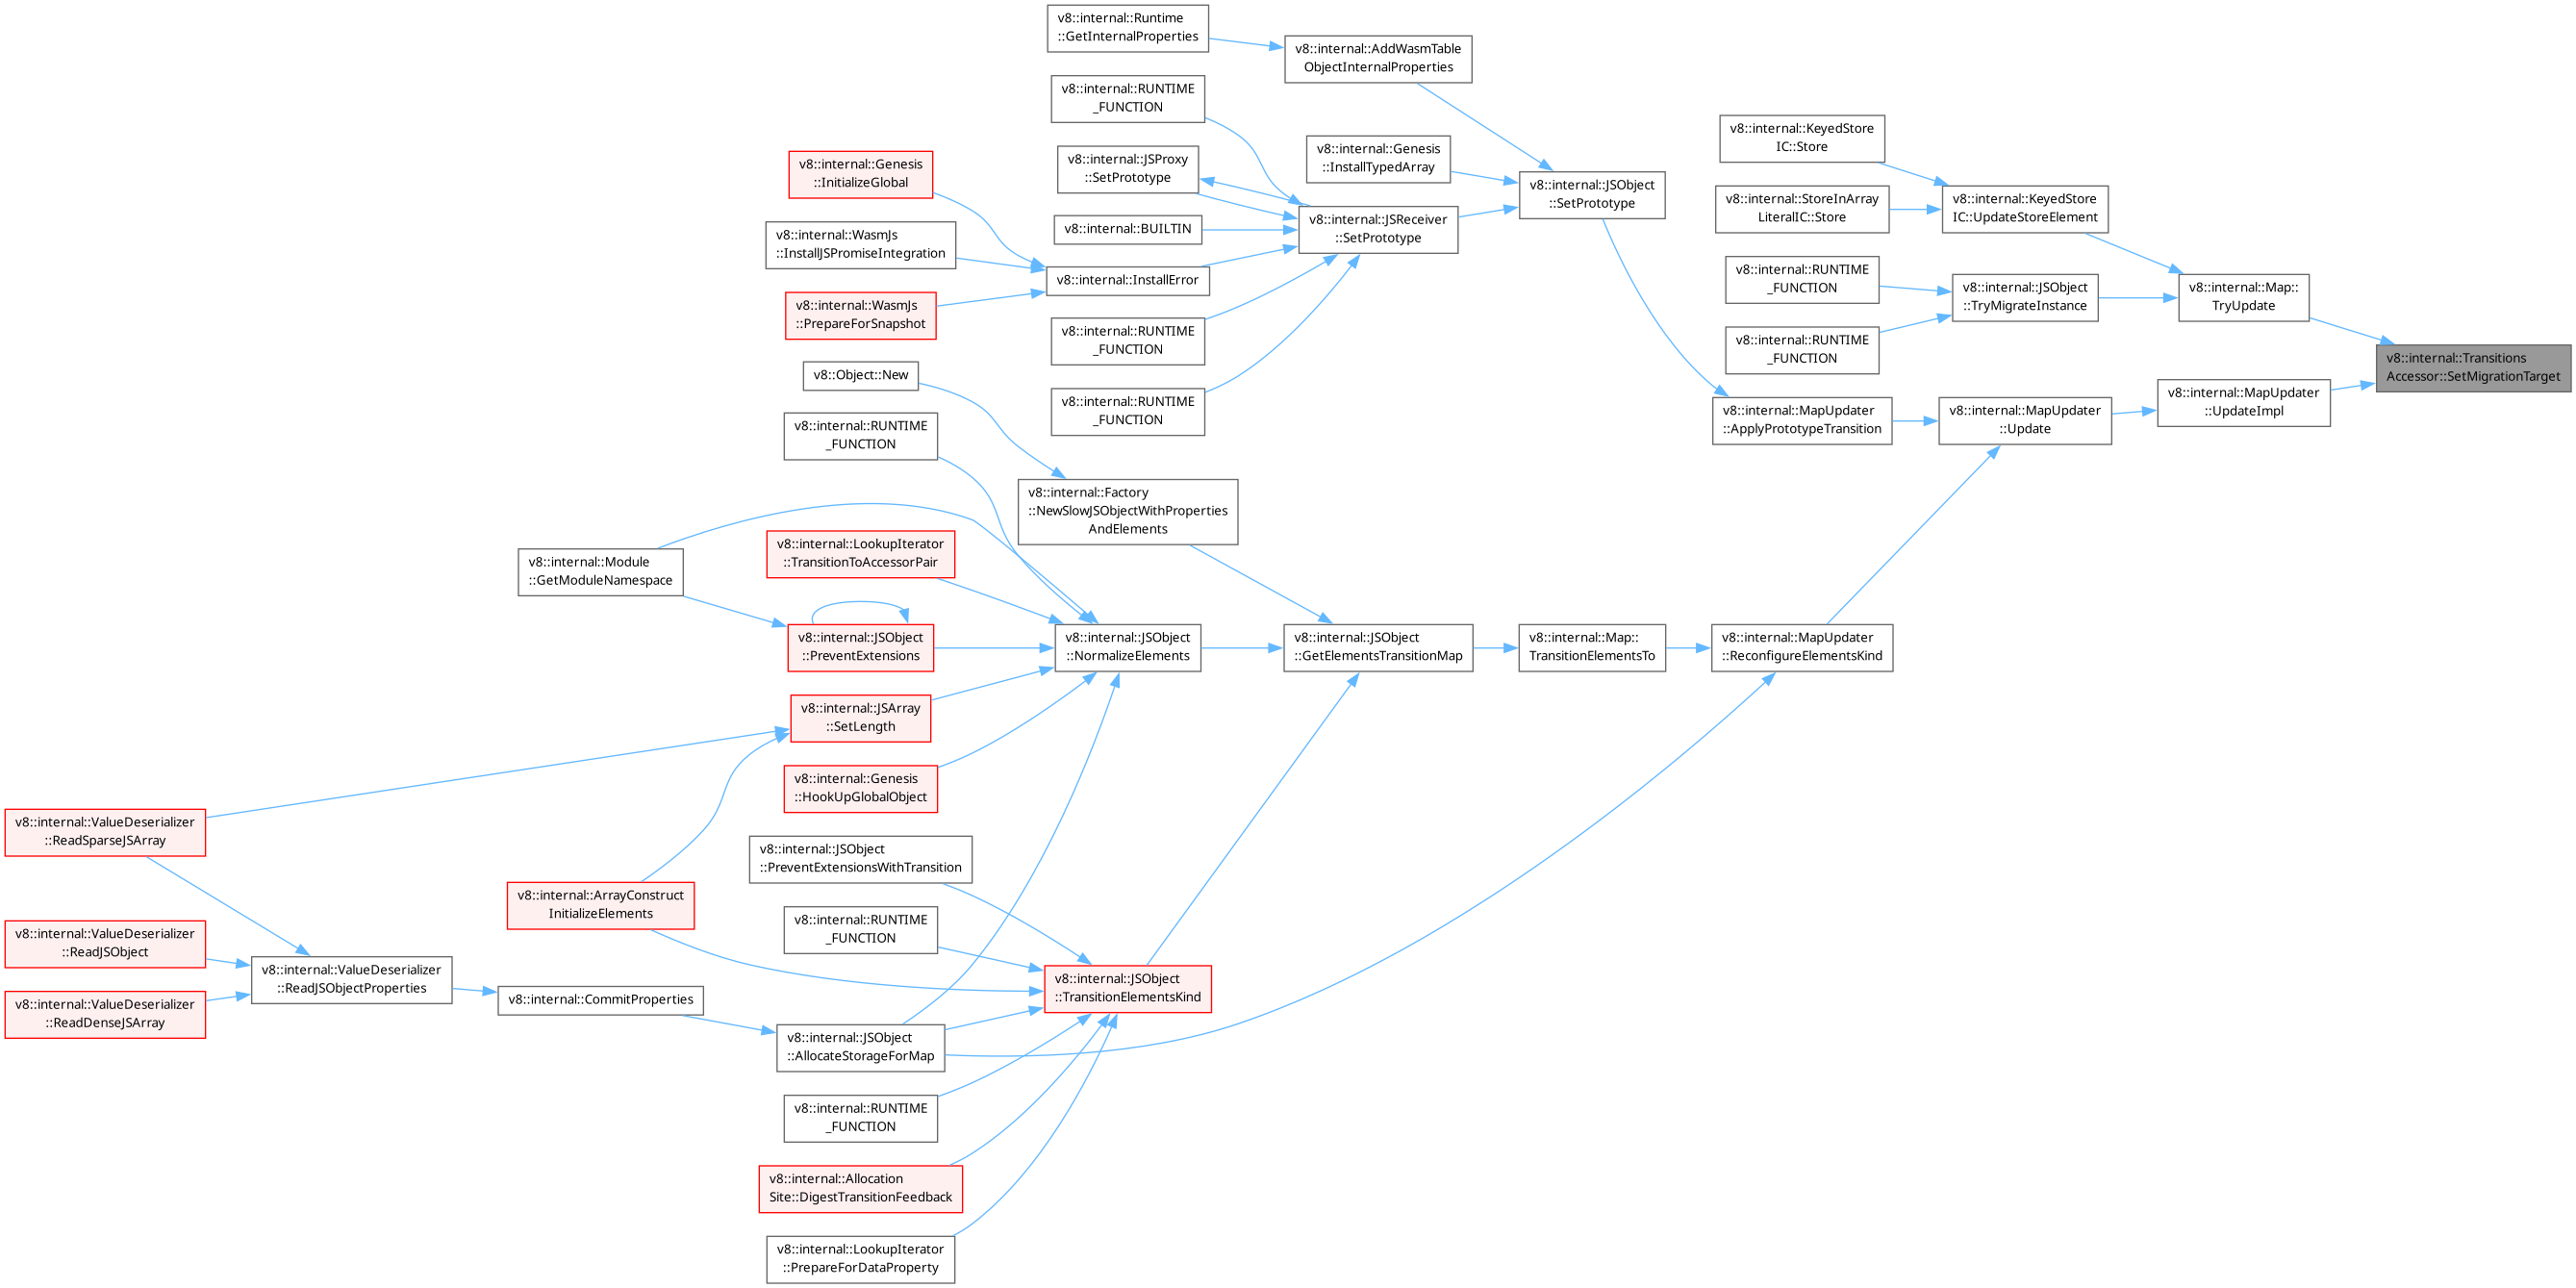 v8::internal::Runtime
::GetInternalProperties
v8::internal::AddWasmTable
ObjectInternalProperties
v8::internal::RUNTIME
_FUNCTION
v8::internal::KeyedStore
IC::Store
v8::internal::Genesis
::InstallTypedArray
v8::internal::JSProxy
::SetPrototype
v8::internal::Genesis
::InitializeGlobal
v8::internal::JSObject
::SetPrototype
v8::internal::StoreInArray
LiteralIC::Store
v8::internal::KeyedStore
IC::UpdateStoreElement
v8::internal::JSReceiver
::SetPrototype
v8::internal::BUILTIN
v8::internal::WasmJs
::InstallJSPromiseIntegration
v8::internal::InstallError
v8::internal::RUNTIME
_FUNCTION
v8::internal::JSObject
::TryMigrateInstance
v8::internal::Map::
TryUpdate
v8::internal::WasmJs
::PrepareForSnapshot
v8::internal::RUNTIME
_FUNCTION
v8::internal::RUNTIME
_FUNCTION
v8::internal::Transitions
Accessor::SetMigrationTarget
v8::Object::New
v8::internal::RUNTIME
_FUNCTION
v8::internal::MapUpdater
::UpdateImpl
v8::internal::MapUpdater
::ApplyPrototypeTransition
v8::internal::MapUpdater
::Update
v8::internal::RUNTIME
_FUNCTION
v8::internal::Factory
::NewSlowJSObjectWithProperties
AndElements
v8::internal::LookupIterator
::TransitionToAccessorPair
v8::internal::Module
::GetModuleNamespace
v8::internal::JSObject
::PreventExtensions
v8::internal::JSObject
::NormalizeElements
v8::internal::JSObject
::GetElementsTransitionMap
v8::internal::Map::
TransitionElementsTo
v8::internal::MapUpdater
::ReconfigureElementsKind
v8::internal::JSArray
::SetLength
v8::internal::Genesis
::HookUpGlobalObject
v8::internal::ValueDeserializer
::ReadSparseJSArray
v8::internal::JSObject
::PreventExtensionsWithTransition
v8::internal::ArrayConstruct
InitializeElements
v8::internal::RUNTIME
_FUNCTION
v8::internal::ValueDeserializer
::ReadJSObject
v8::internal::ValueDeserializer
::ReadJSObjectProperties
v8::internal::JSObject
::TransitionElementsKind
v8::internal::CommitProperties
v8::internal::ValueDeserializer
::ReadDenseJSArray
v8::internal::JSObject
::AllocateStorageForMap
v8::internal::RUNTIME
_FUNCTION
v8::internal::Allocation
Site::DigestTransitionFeedback
v8::internal::LookupIterator
::PrepareForDataProperty